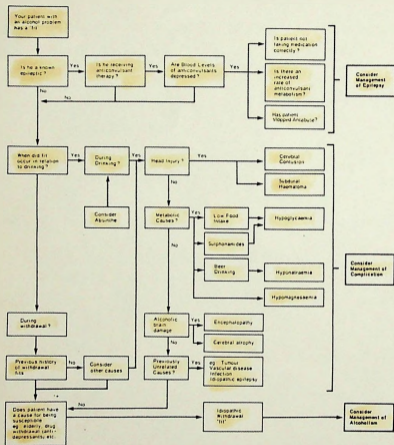 Your patient with
an alcohol problem
has a 'fit'
Is he a known
epileptic?
Yes
Is he receiving
anti-convulsant
therapy?
Yes
Are Blood Levels
of anticonvulsants
depressed?
Yes
Is patient not
taking medication
correctly?
Is there an
increased
rate of
anticonvulsant
metabolism?
Has patient
stopped
Consider
Management
of Epilepsy
No
No
When did fit
occur in relation
to drinking?
During
Drinking?
Yes
Head Injury?
Yes
Cerebral
Contusion
Subdural
Haematoma
Consider
No
Metabolic
Causes?
Yes
Low Food
Intake
Hypoglycaemia
Sulphonamides
Beer
Drinking
Hyponatraemia
Hypomagnesaemia
No
Consider
Management of
Complication
During
withdrawal?
Alcoholic
brain
damage
Yes
Encephalopathy
Cerebral atrophy
No
Yes
Previous history
of withdrawal
fits
No
Consider
other causes
Previously
Unrelated
Causes?
Yes
eg: Tumour
Vascular disease
Infection
Idiopathic epilepsy
No
Does patient have
a cause for being
susceptible
eg: elderly, drug
withdrawal (anti-
depressants) etc.
Idiopathic
Withdrawal
'fit'
Consider
Management of
Alcoholism